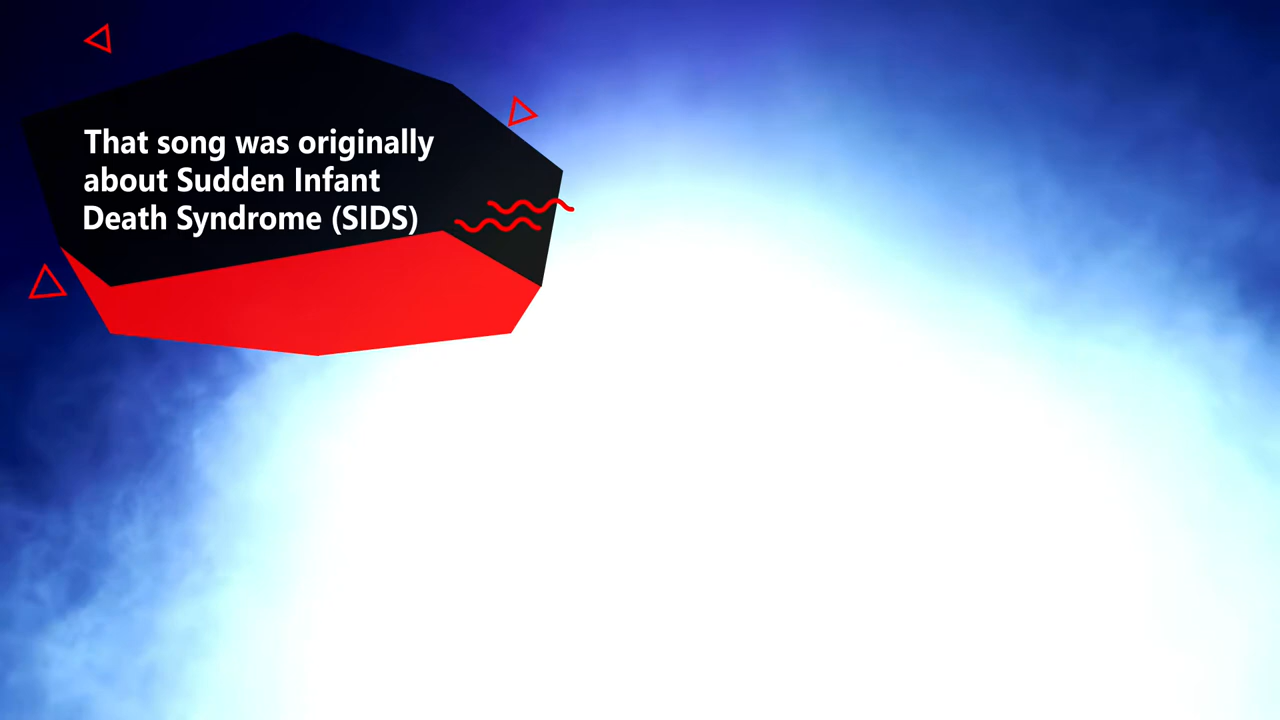 That song was originally
about Sudden Infant
Death Syndrome (SIDS)